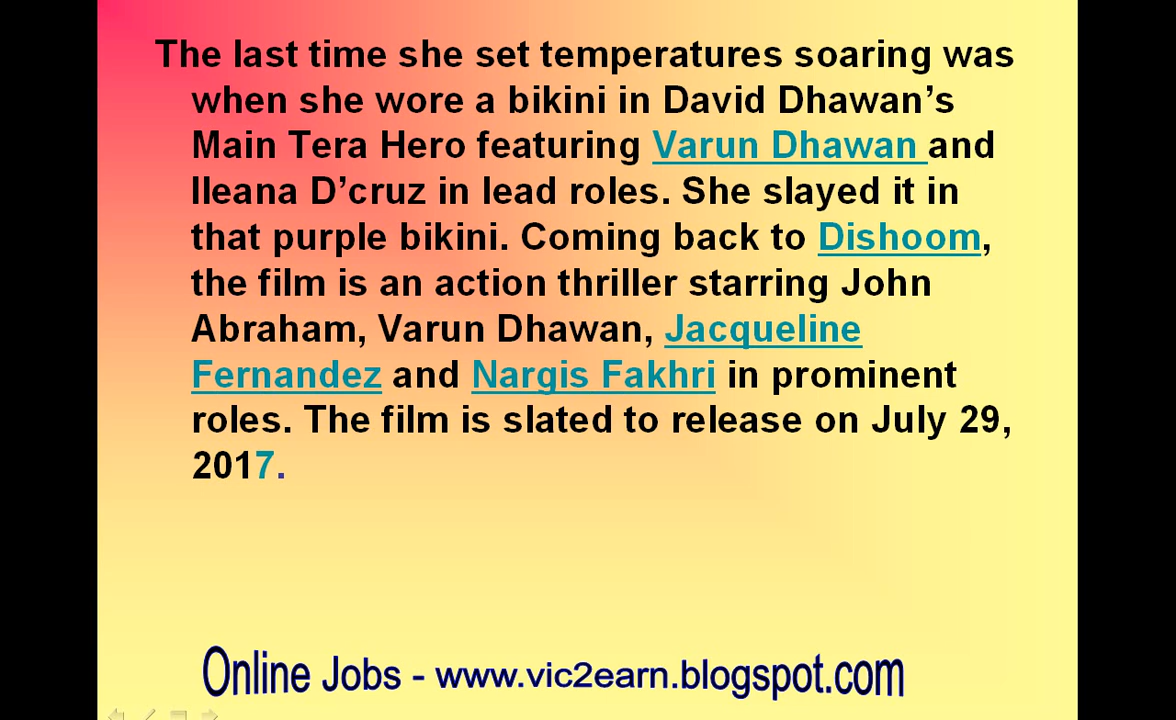 The last time she set temperatures soaring was
when she wore a bikini in David Dhawan’s
Main Tera Hero featuring Varun Dhawan and
Ileana D’cruz in lead roles. She slayed it in
that purple bikini. Coming back to Dishoom,
the film is an action thriller starring John
Abraham, Varun Dhawan, Jacqueline
Fernandez and Nargis Fakhri in prominent
roles. The film is slated to release on July 29,
2017.
Online Jobs - www.vic2earn.blogspot.com